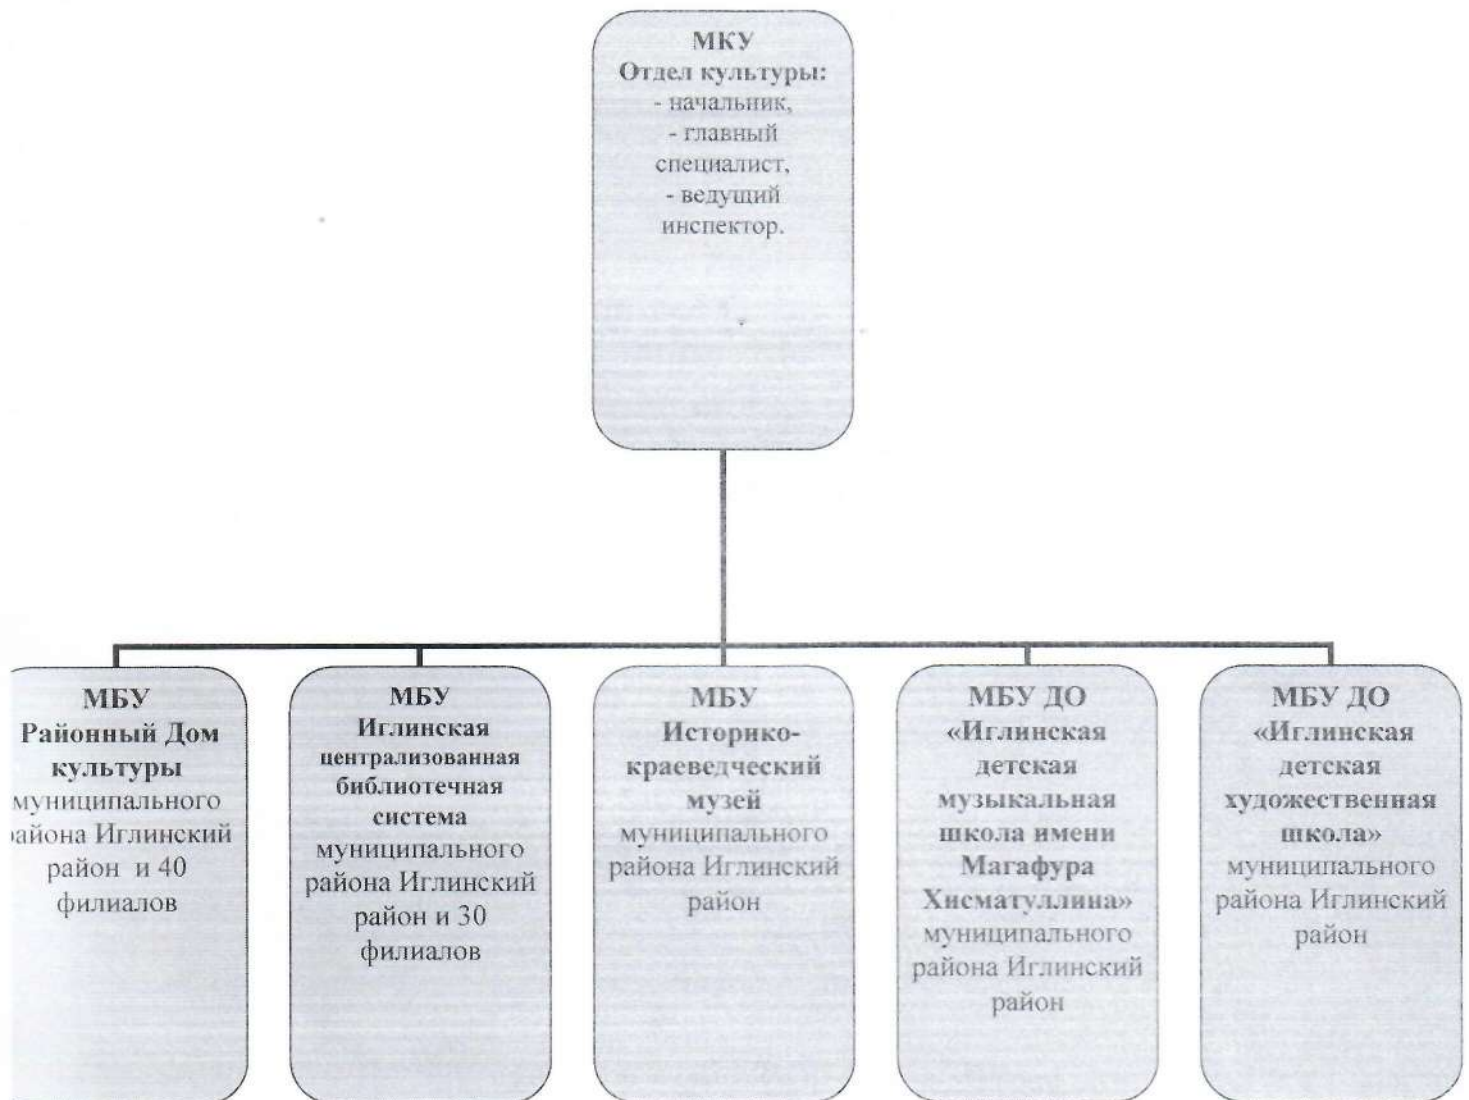 МКУ
Отдел культуры:
- начальник,
- главный
специалист,
- ведущий
инспектор.
МБУ
Районный Дом
культуры
муниципального
района Иглинский
район и 40
филиалов
МБУ
Иглинская
централизованная
библиотечная
система
муниципального
района Иглинский
район и 30
филиалов
МБУ
Историко-
краеведческий
музей
муниципального
района Иглинский
район
МБУ ДО
«Иглинская
детская
музыкальная
школа имени
Магафура
Хисматуллина»
муниципального
района Иглинский
район
МБУ ДО
«Иглинская
детская
художественная
школа»
муниципального
района Иглинский
район